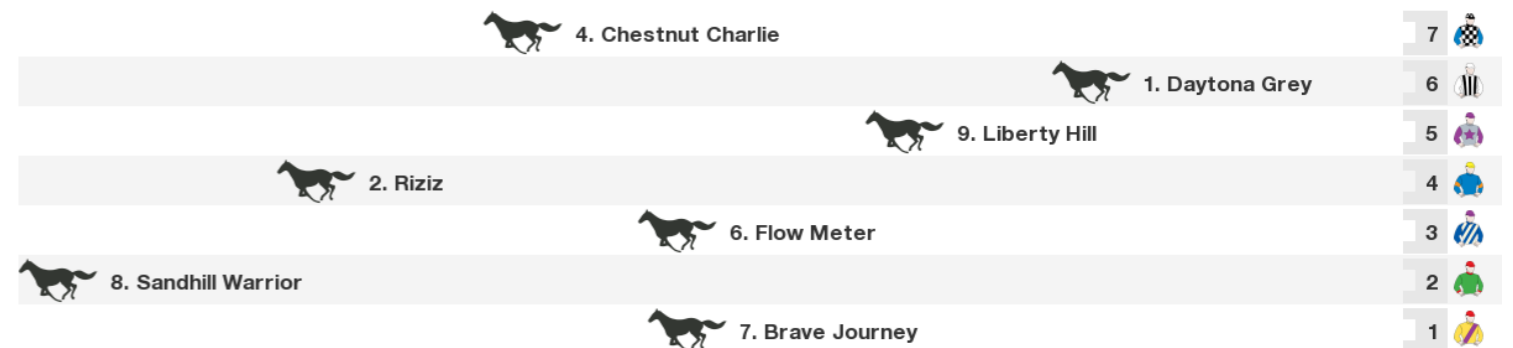 4. Chestnut Charlie 7
1. Daytona Grey 6
9. Liberty Hill 5
2. Riziz 4
6. Flow Meter 3
8. Sandhill Warrior 2
7. Brave Journey 1